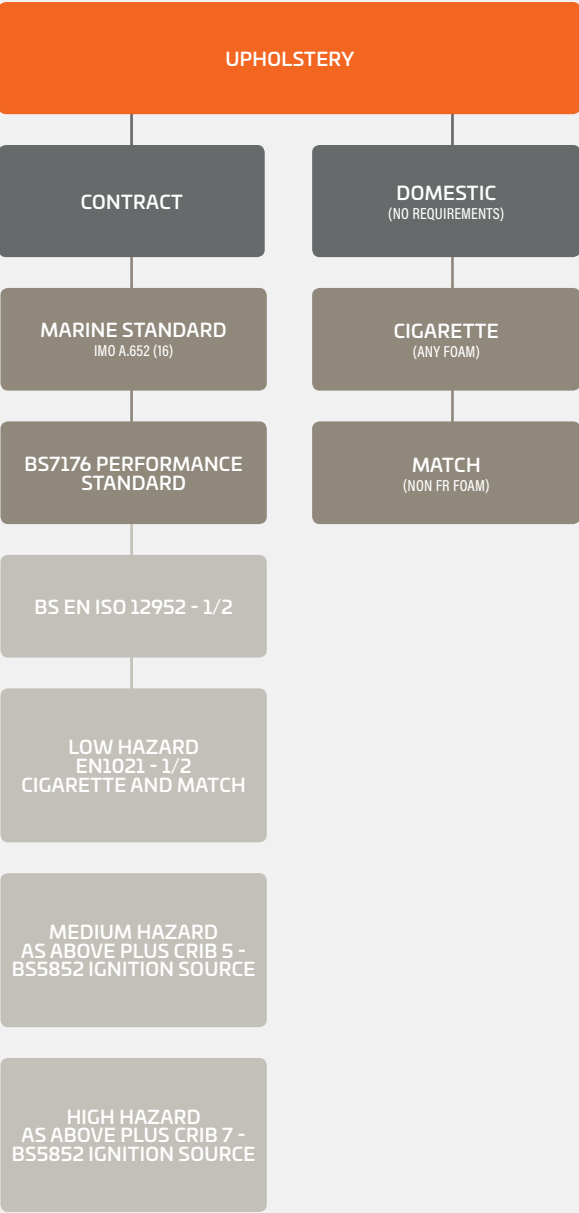 UPHOLSTERY
CONTRACT
DOMESTIC
(NO REQUIREMENTS)
MARINE STANDARD
IMO A.652 (16)
CIGARETTE
(ANY FOAM)
BS7176 PERFORMANCE
STANDARD
MATCH
(NON FR FOAM)
BS EN ISO 12952 - 1/2
LOW HAZARD
EN1021 - 1/2
CIGARETTE AND MATCH
MEDIUM HAZARD
AS ABOVE PLUS CRIB 5 -
BS5852 IGNITION SOURCE
HIGH HAZARD
AS ABOVE PLUS CRIB 7 -
BS5852 IGNITION SOURCE